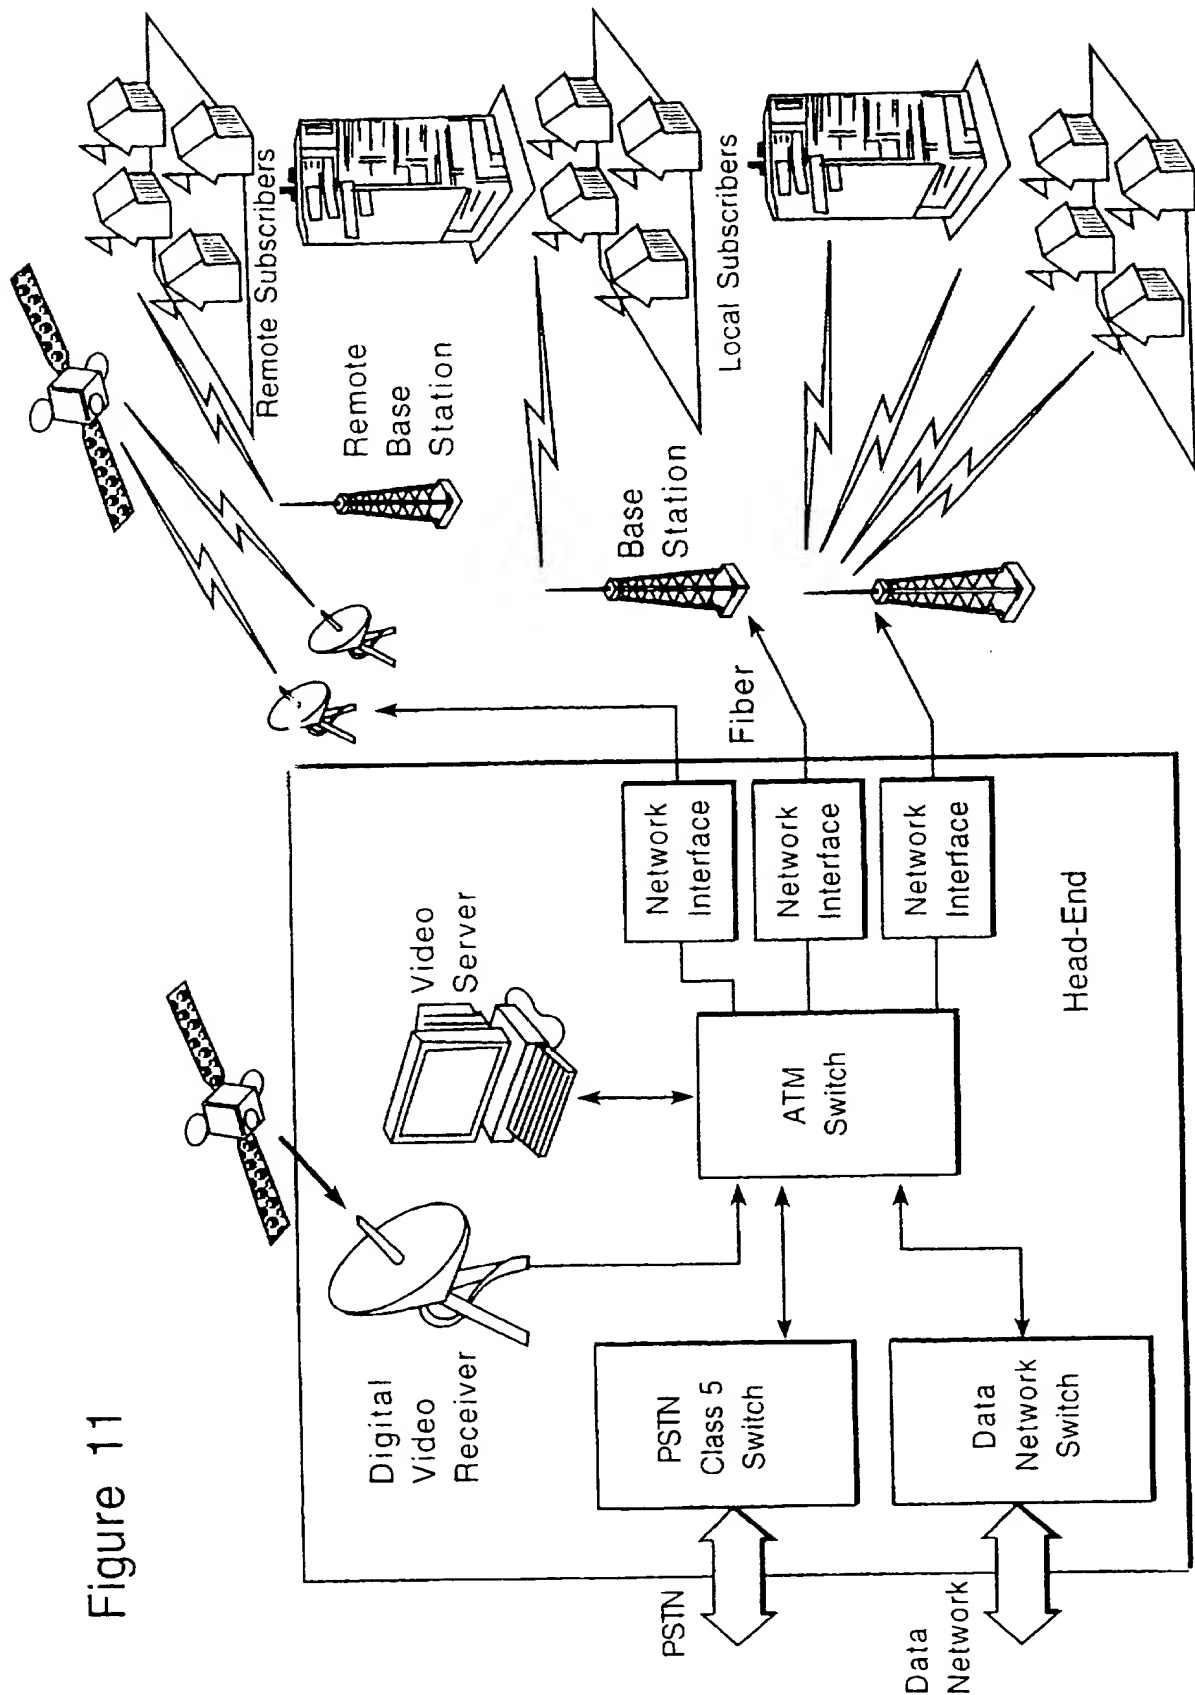 Figure 11
Digital
Video
Receiver
Video
Server
PSTN
PSTN
Class 5
Switch
Data
Network
Data
Network
Switch
ATM
Switch
Network
Interface
Network
Interface
Network
Interface
Head-End
Fiber
Remote
Base
Station
Base
Station
Remote Subscribers
Local Subscribers